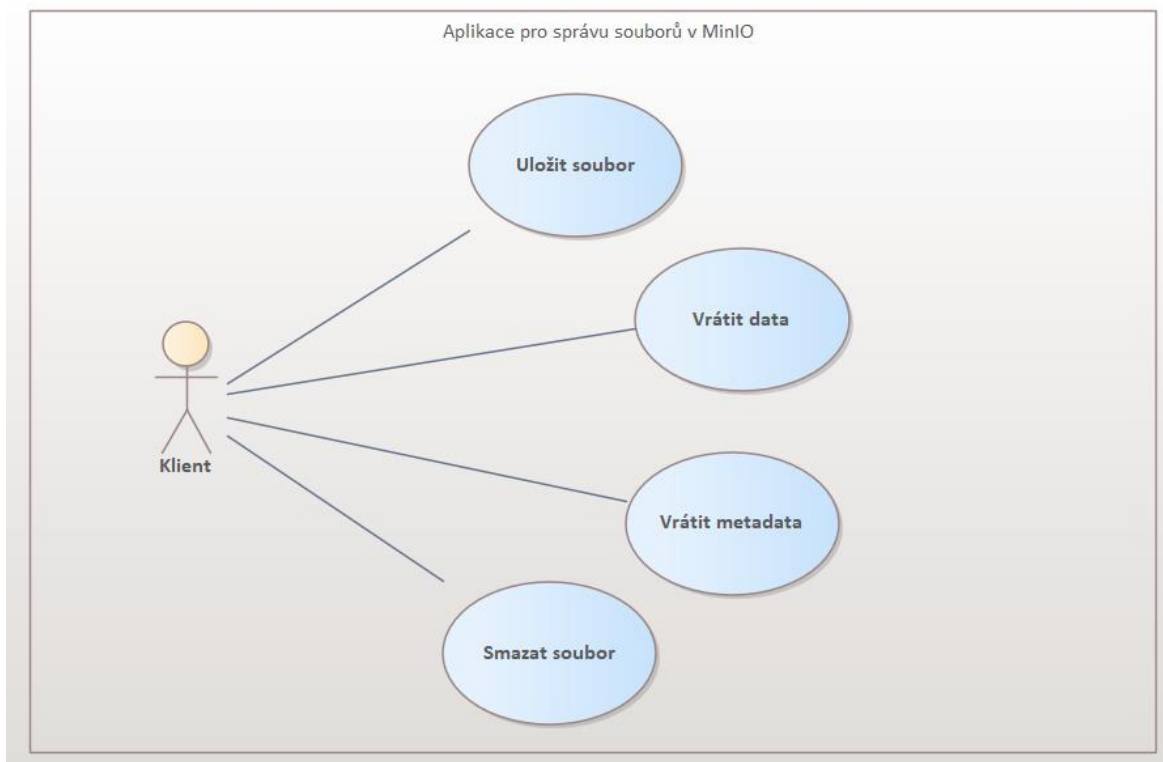 Aplikace pro správu souborů v MinIO
Uložit soubor
Vrátit data
Klient
Vrátit metadata
Smazat soubor